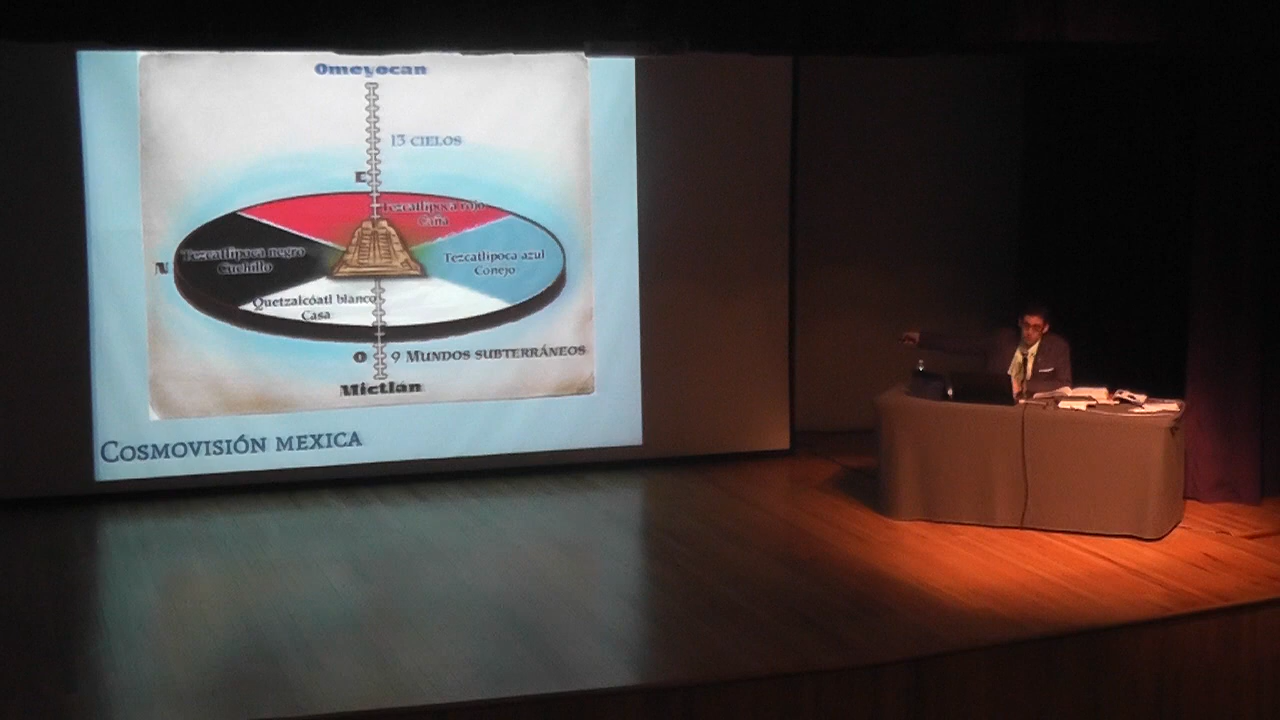 Omeyocan
13 CIELOS
E
Tezcatlipoca rojo
Caña
Tezcatlipoca negro
Cuchillo
N
Tezcatlipoca azul
Conejo
Quetzalcóatl blanco
Casa
O
9 MUNDOS SUBTERRÁNEOS
Mictlán
COSMOVISIÓN MEXICA